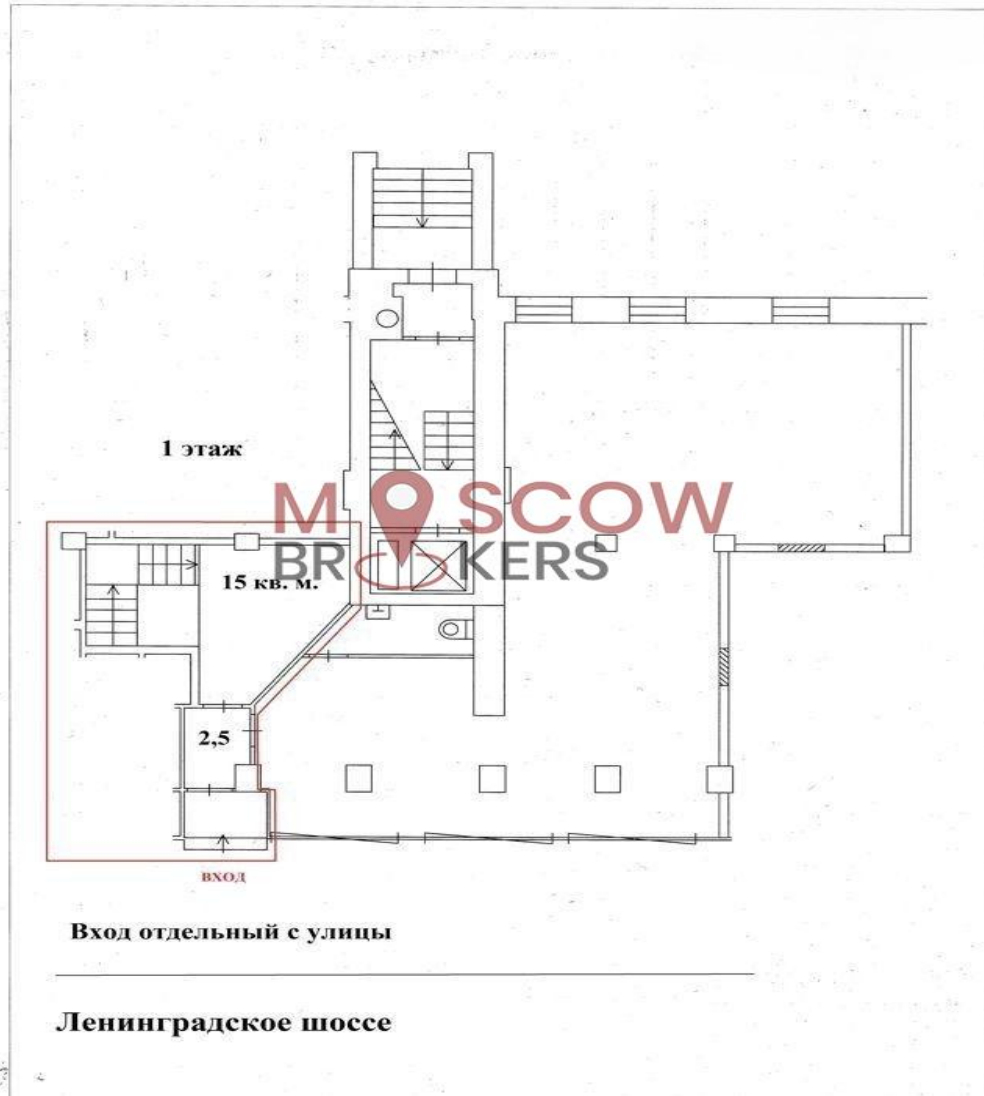 1 этаж
MOSCOW
BROKERS
15 кв. м.
2,5
вход
Вход отдельный с улицы
Ленинградское шоссе